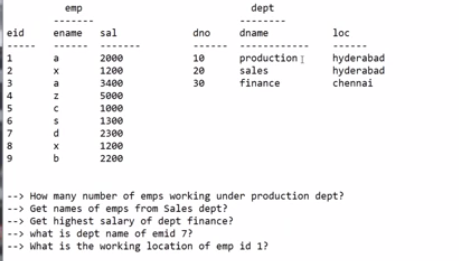 emp dept
-------- --------
eid ename sal dno dname loc
----- ------ ------- ------ ------------- ------
1 a 2000 10 production hyderabad
2 x 1200 20 sales hyderabad
3 a 3400 30 finance chennai
4 z 5000
5 c 1000
6 s 1300
7 d 2300
8 x 1200
9 b 2200
--> How many number of emps working under production dept?
--> Get names of emps from Sales dept?
--> Get highest salary of dept finance?
--> what is dept name of emid 7?
--> What is the working location of emp id 1?